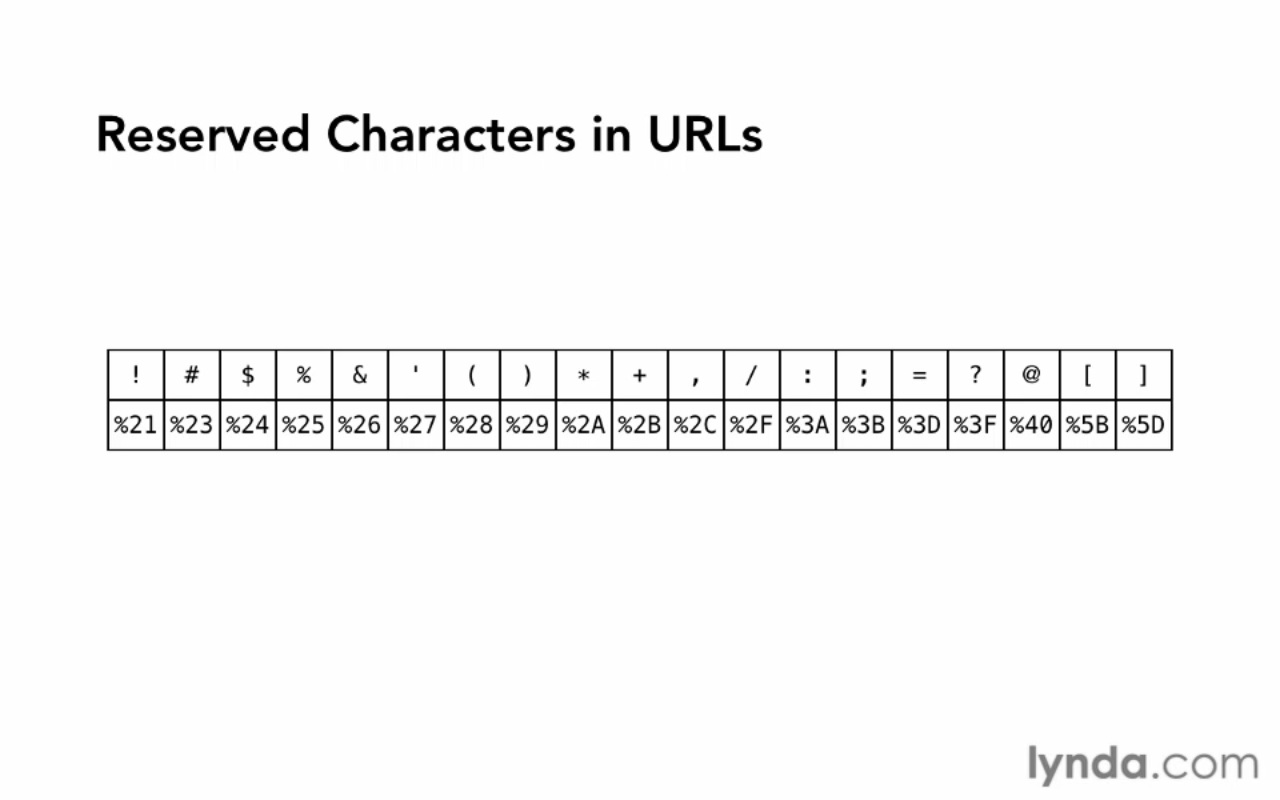 Reserved Characters in URLs
! # $ % & ' ( ) * + , / : ; = ? @ [ ]
%21 %23 %24 %25 %26 %27 %28 %29 %2A %2B %2C %2F %3A %3B %3D %3F %40 %5B %5D
lynda.com